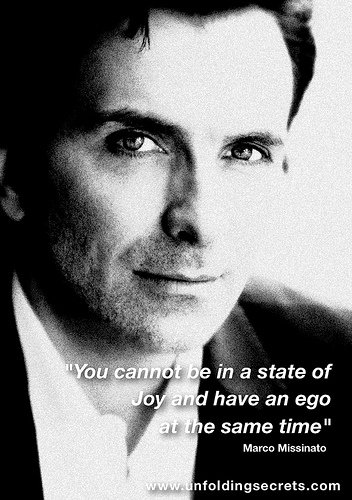 "You cannot be in a state of
Joy and have an ego
at the same time"
Marco Missinato
www.unfoldingsecrets.com